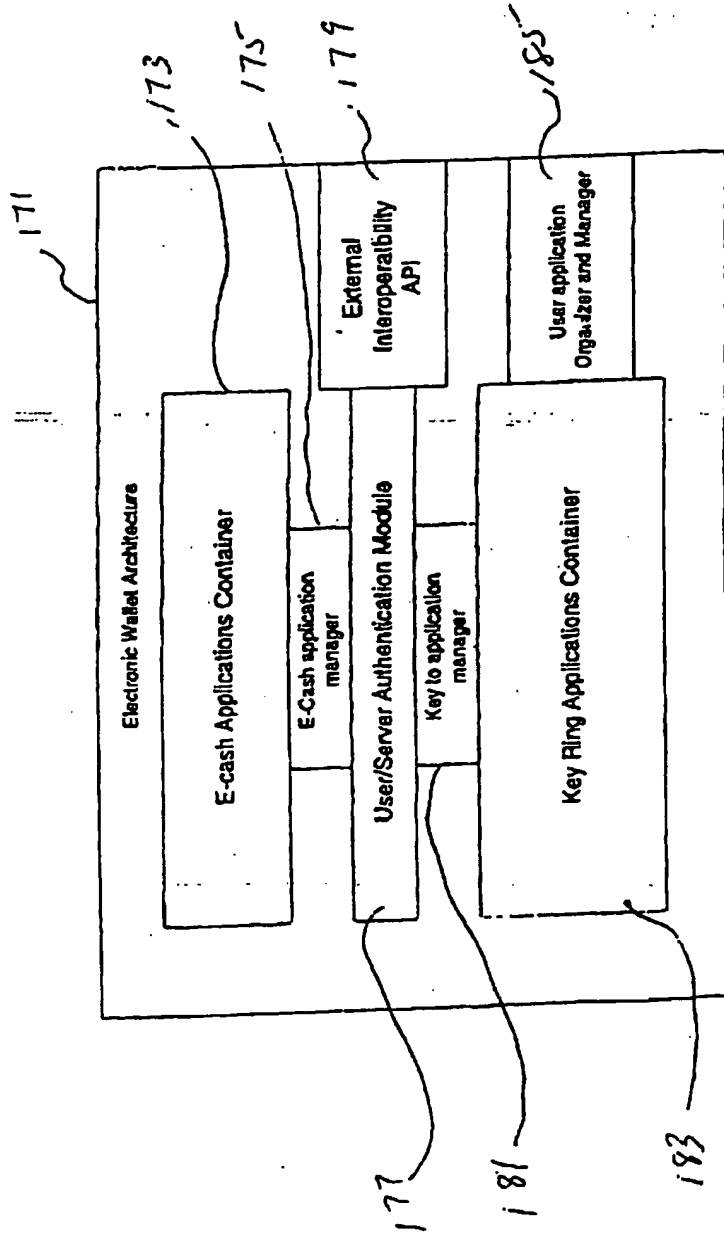 171
Electronic Wallet Architecture
173
E-cash Applications Container
175
E-Cash application
manager
179
External
Interoperatibility
API
User/Server Authentication Module
177
Key to application
manager
181
185
User application
Organizer and Manager
Key Ring Applications Container
183